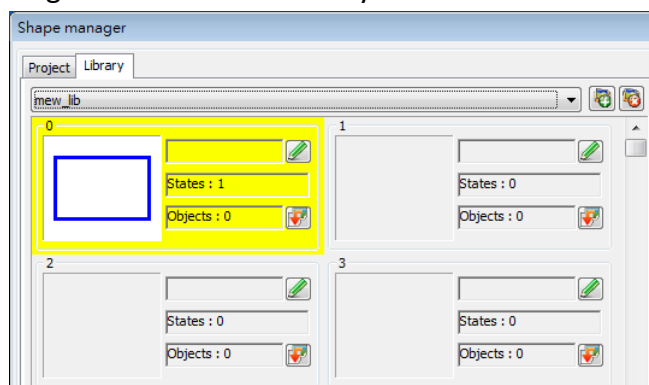 Shape manager
Project Library
mew_lib
0 1
States : 1 States : 0
Objects : 0 Objects : 0
2 3
States : 0 States : 0
Objects : 0 Objects : 0